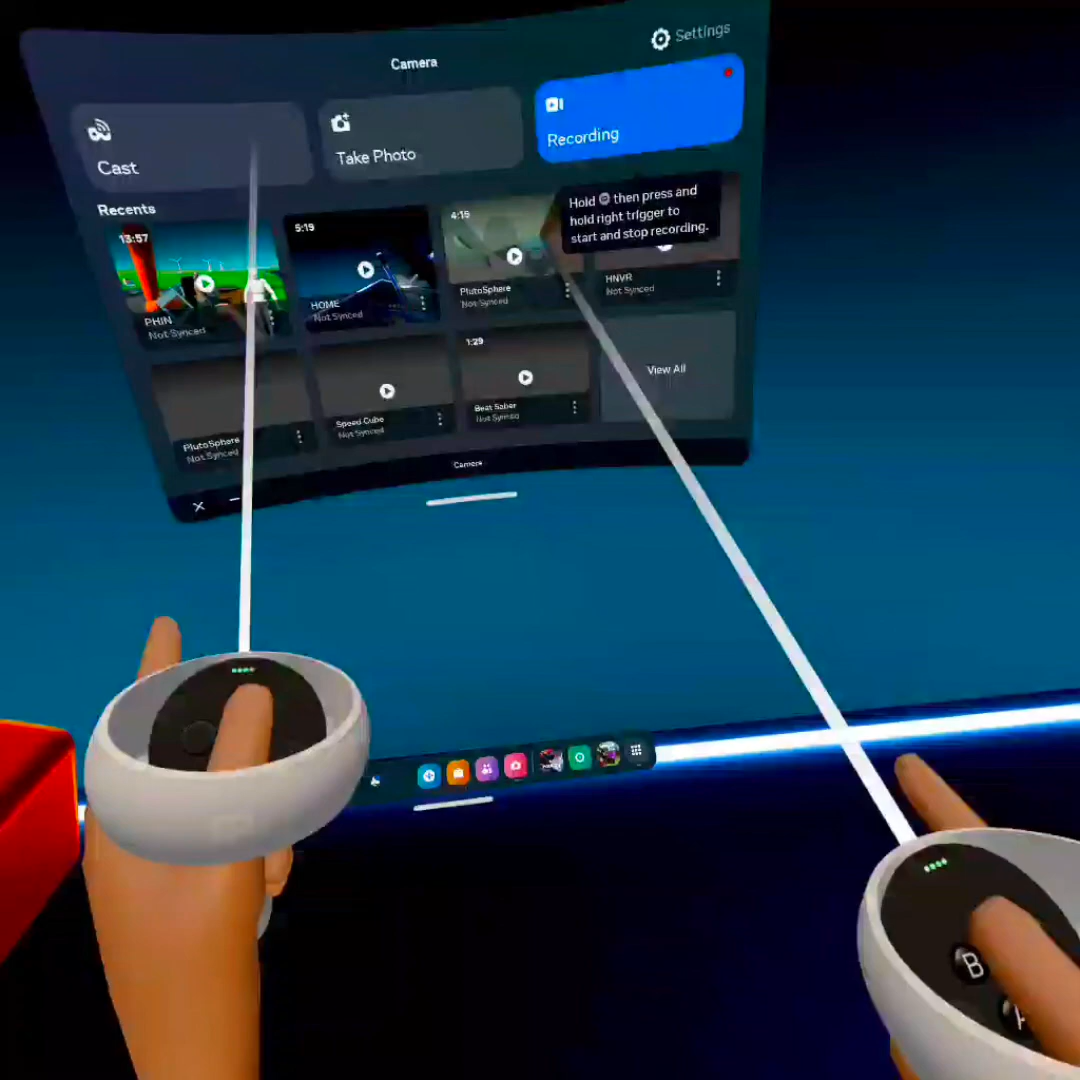 Settings
Camera
Cast
Take Photo
Recording
Recents
Hold then press and
hold right trigger to
start and stop recording.
13:57
PHIN
Not Synced
5:19
HOME
Not Synced
4:15
PlutoSphere
Not Synced
HNVR
Not Synced
PlutoSphere
Not Synced
Speed Cube
Not Synced
1:29
Beat Saber
Not Synced
View All
Camera
B